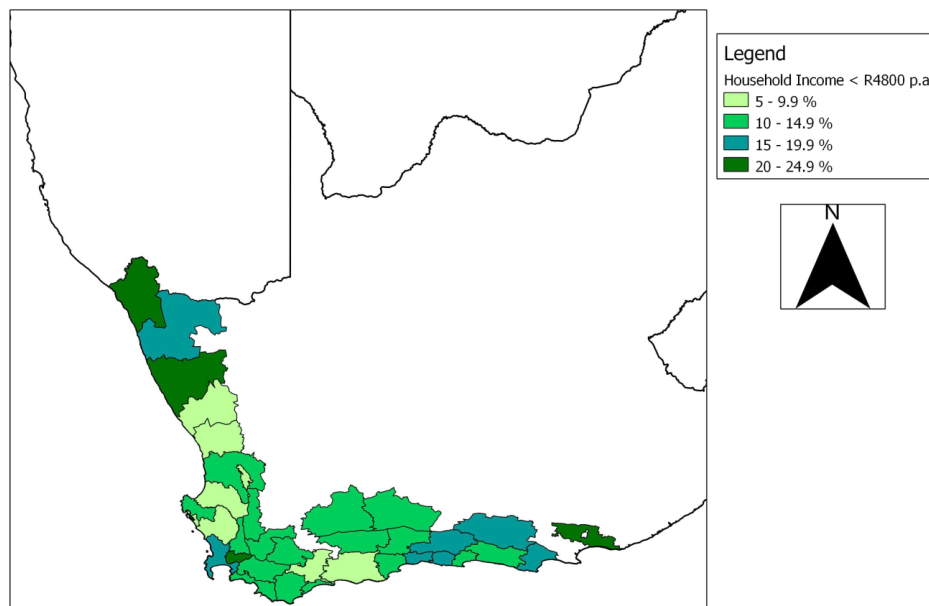 Legend
Household Income < R4800 p.a
5 - 9.9 %
10 - 14.9 %
15 - 19.9 %
20 - 24.9 %
N